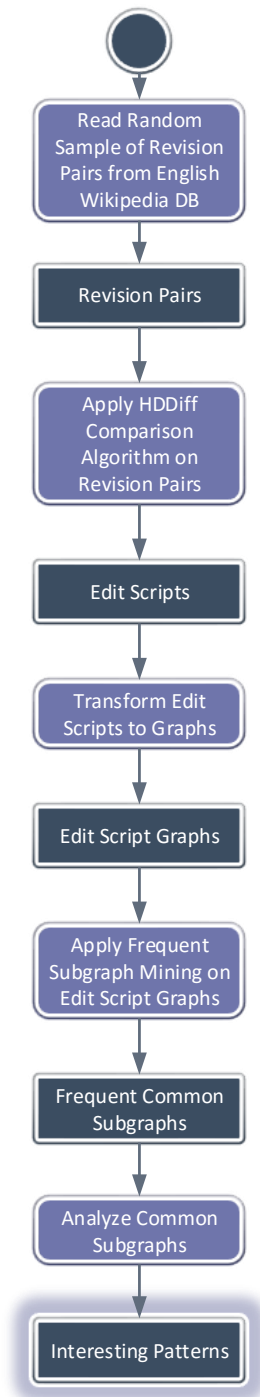 Read Random
Sample of Revision
Pairs from English
Wikipedia DB
Revision Pairs
Apply HDDiff
Comparison
Algorithm on
Revision Pairs
Edit Scripts
Transform Edit
Scripts to Graphs
Edit Script Graphs
Apply Frequent
Subgraph Mining on
Edit Script Graphs
Frequent Common
Subgraphs
Analyze Common
Subgraphs
Interesting Patterns